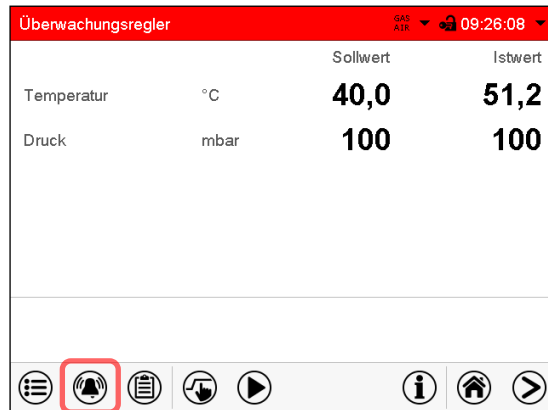 Überwachungsregler GAS AIR 09:26:08
Sollwert Istwert
Temperatur °C 40,0 51,2
Druck mbar 100 100